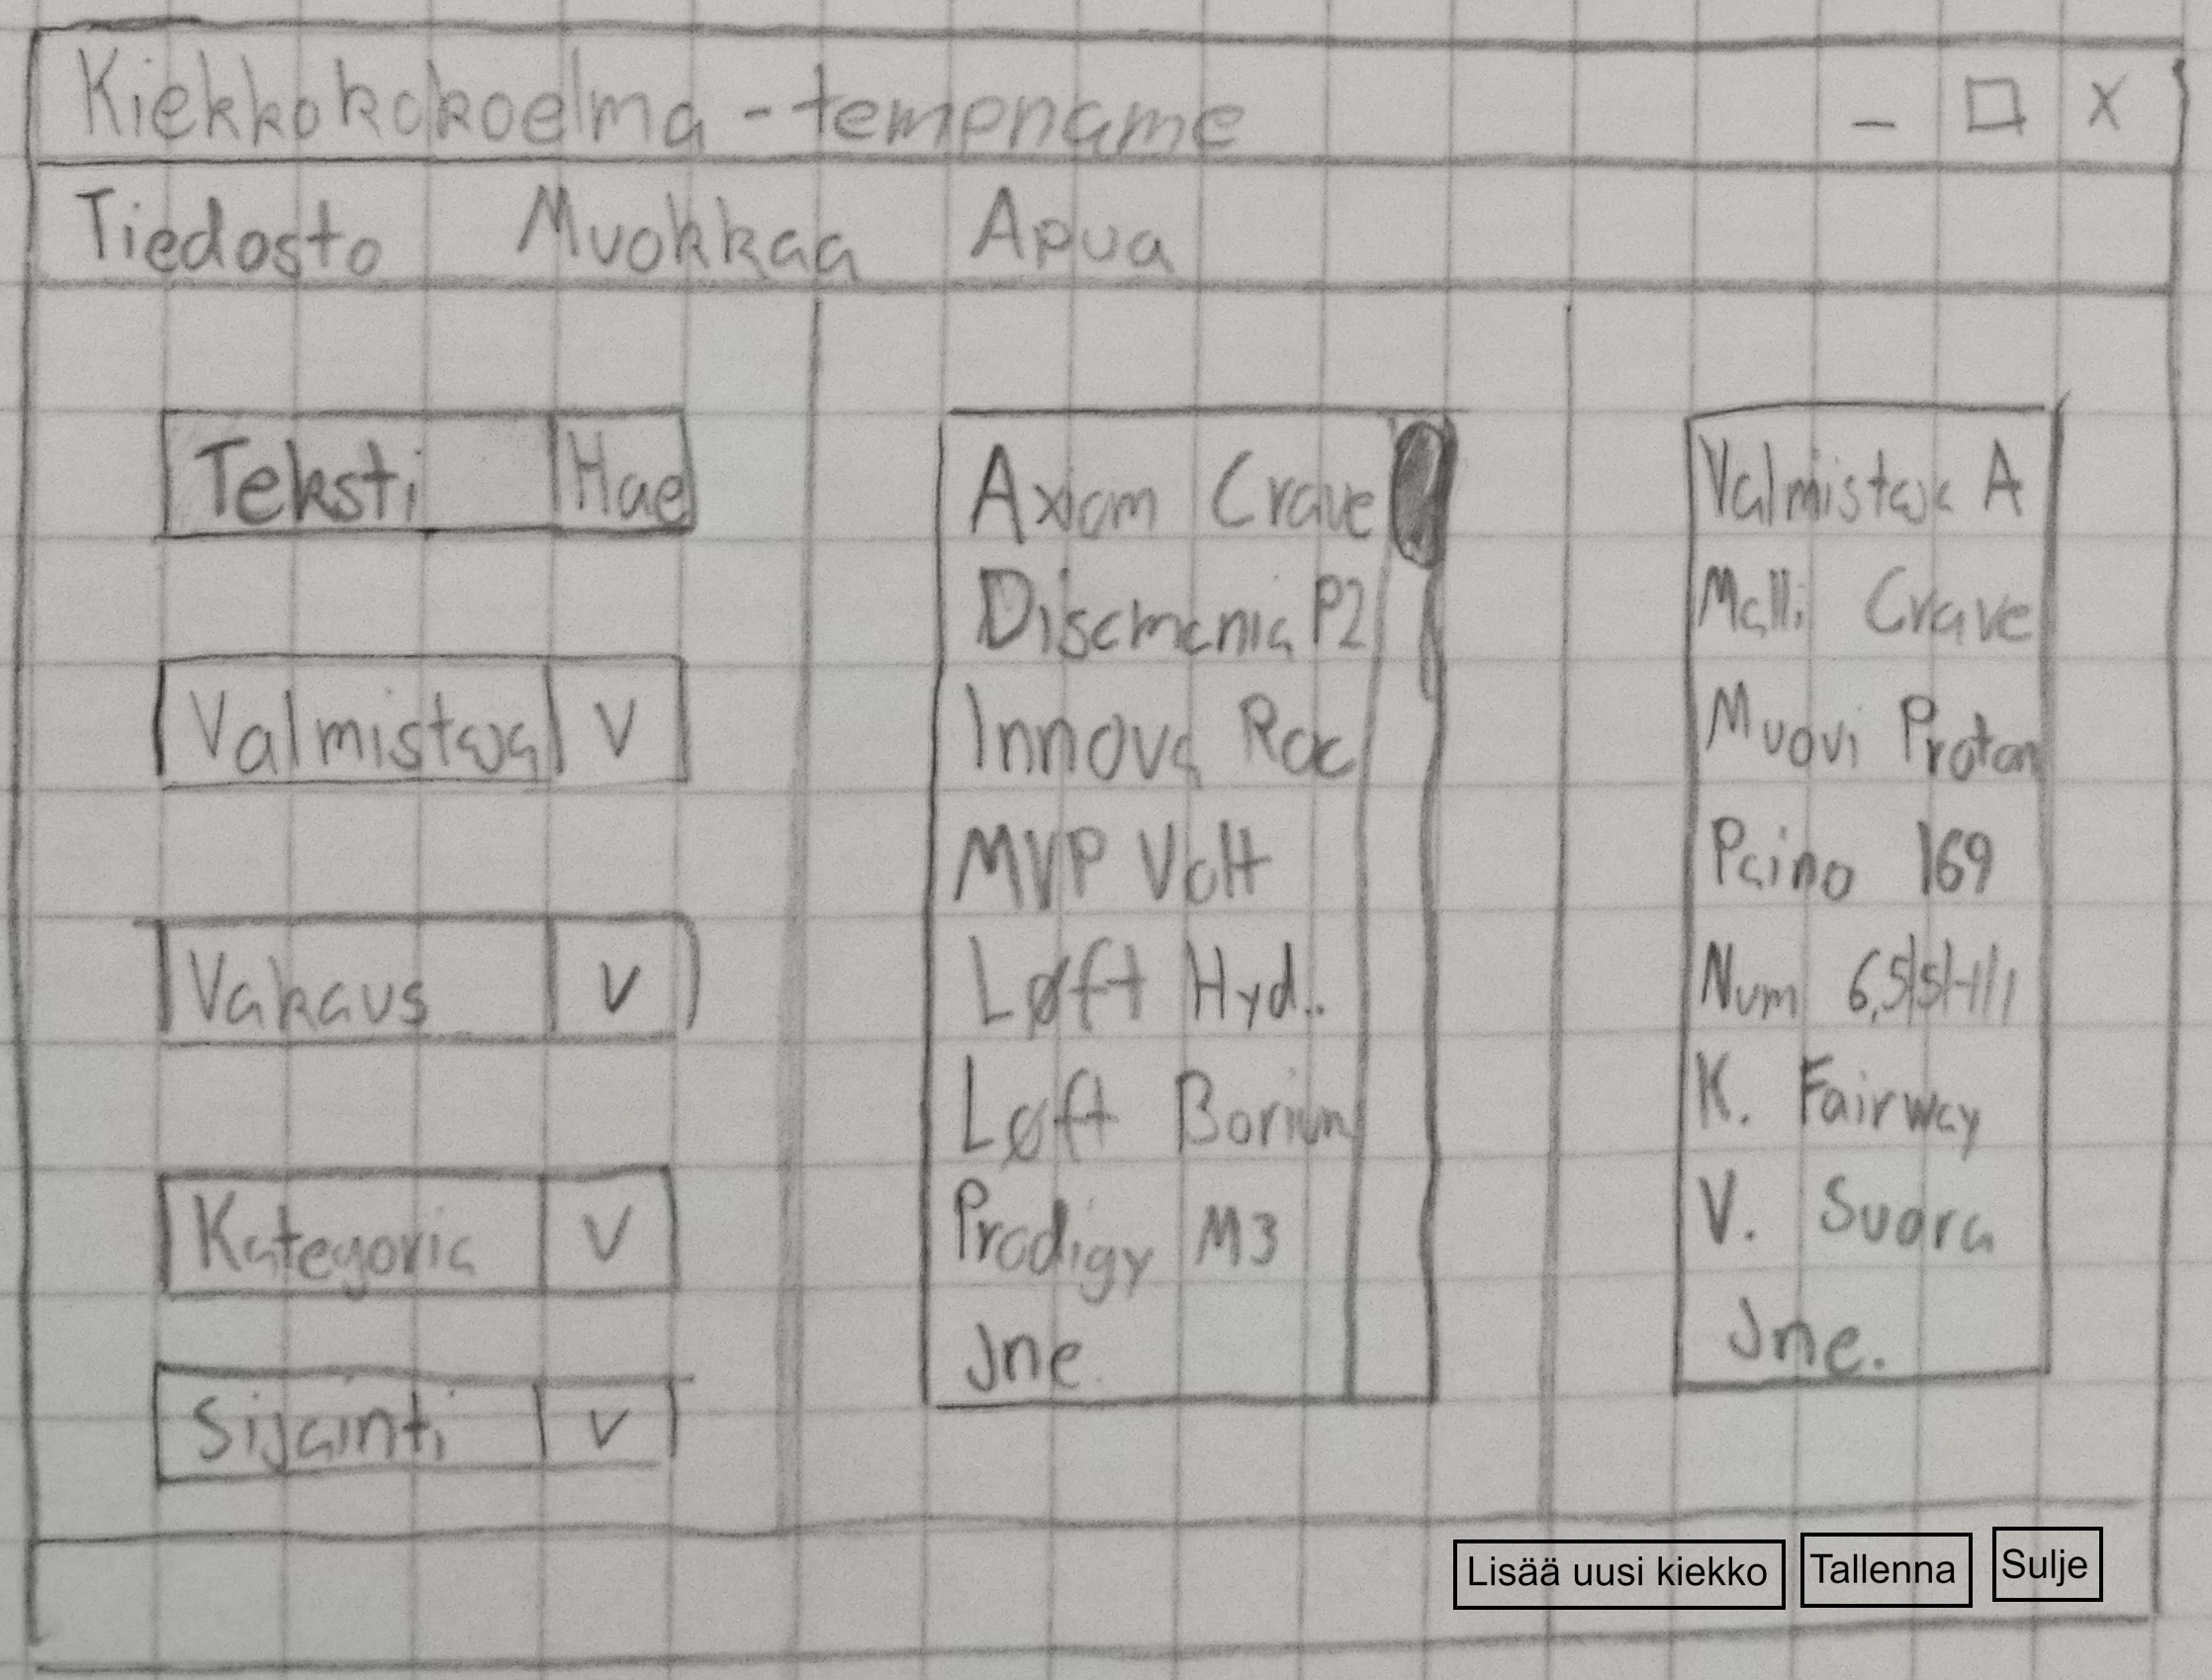 Kiekkokokoelma - tempname _ □ X
Tiedosto Muokkaa Apua
Teksti Hae
Valmistaja V
Vakaus V
Kategoria V
Sijainti V
Axiom Crave
Discmania P2
Innova Roc
MVP Volt
Løft Hyd..
Løft Borium
Prodigy M3
Jne.
Valmistaja A
Malli Crave
Muovi Proton
Paino 169
Num 6,5|5|-1|1
K. Fairway
V. Suora
Jne.
Lisää uusi kiekko Tallenna Sulje